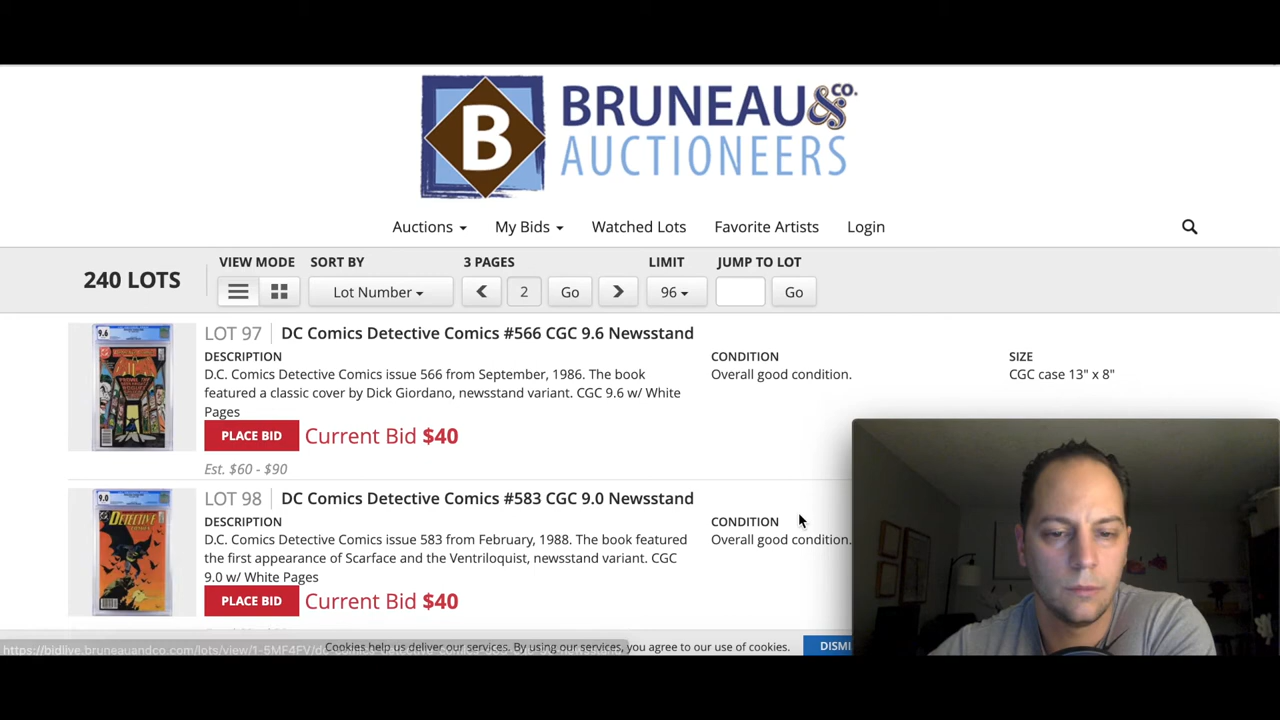 B
BRUNEAU & CO.
AUCTIONEERS
Auctions My Bids Watched Lots Favorite Artists Login
240 LOTS
VIEW MODE SORT BY 3 PAGES LIMIT JUMP TO LOT
Lot Number 2 Go 96 Go
LOT 97 DC Comics Detective Comics #566 CGC 9.6 Newsstand
9.6
DESCRIPTION CONDITION SIZE
D.C. Comics Detective Comics issue 566 from September, 1986. The book Overall good condition. CGC case 13" x 8"
featured a classic cover by Dick Giordano, newsstand variant. CGC 9.6 w/ White
Pages
PLACE BID Current Bid $40
Est. $60 - $90
LOT 98 DC Comics Detective Comics #583 CGC 9.0 Newsstand
9.0
DETECTIVE
DESCRIPTION CONDITION
D.C. Comics Detective Comics issue 583 from February, 1988. The book featured Overall good condition.
the first appearance of Scarface and the Ventriloquist, newsstand variant. CGC
9.0 w/ White Pages
PLACE BID Current Bid $40
Cookies help us deliver our services. By using our services, you agree to our use of cookies. DISMI